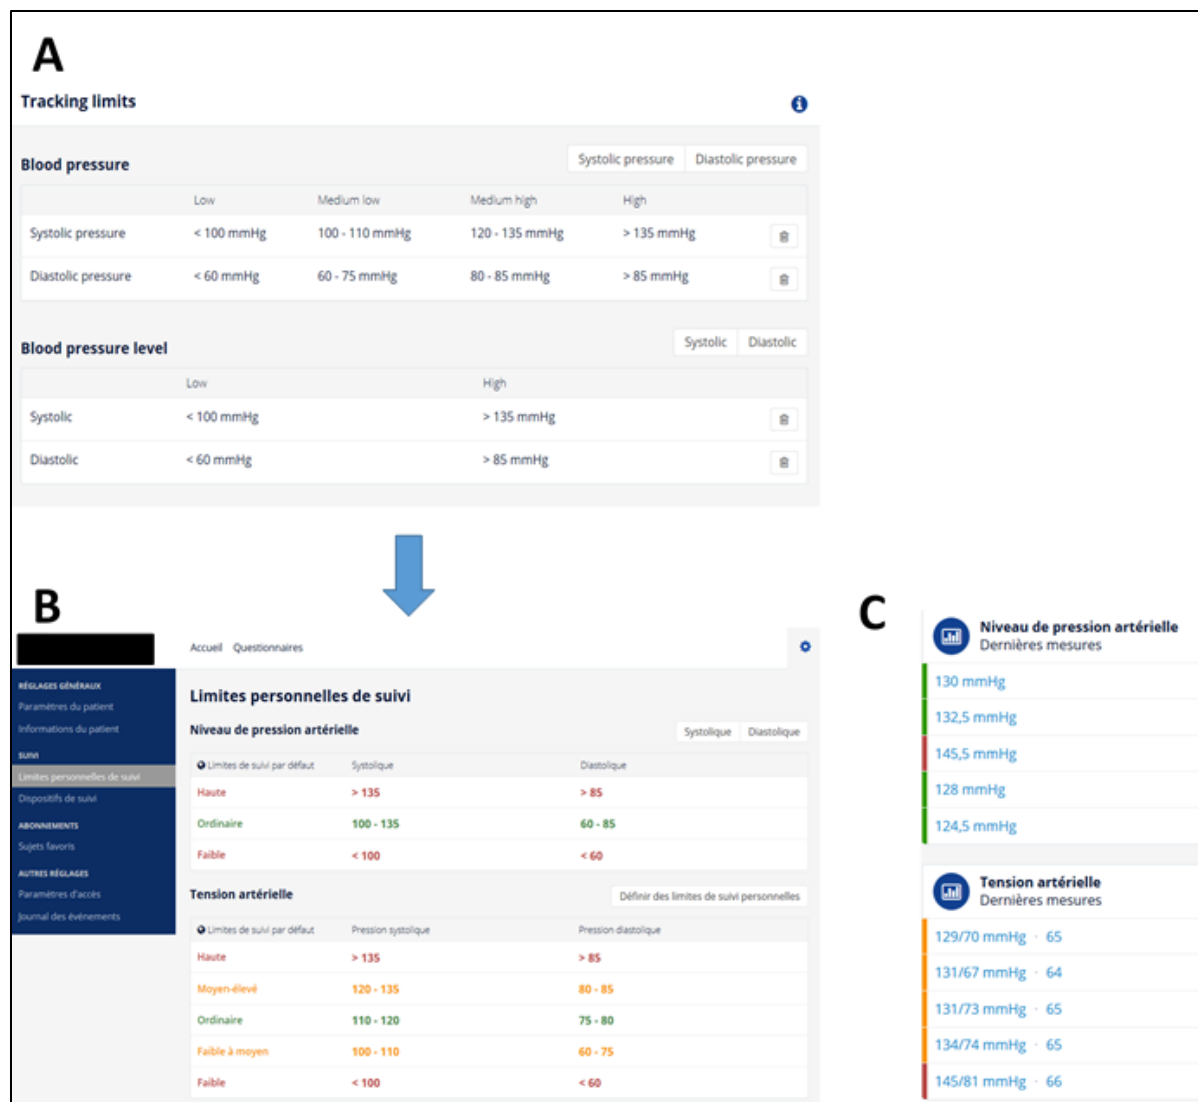 A
Tracking limits
Blood pressure
Systolic pressure Diastolic pressure
Low Medium low Medium high High
Systolic pressure < 100 mmHg 100 - 110 mmHg 120 - 135 mmHg > 135 mmHg
Diastolic pressure < 60 mmHg 60 - 75 mmHg 80 - 85 mmHg > 85 mmHg
Blood pressure level
Systolic Diastolic
Low High
Systolic < 100 mmHg > 135 mmHg
Diastolic < 60 mmHg > 85 mmHg
B
Accueil Questionnaires
RÉGLAGES GÉNÉRAUX
Paramètres du patient
Informations du patient
SUIVI
Limites personnelles de suivi
Dispositifs de suivi
ABONNEMENTS
Sujets favoris
AUTRES RÉGLAGES
Paramètres d'accès
Journal des événements
Limites personnelles de suivi
Niveau de pression artérielle
Systolique Diastolique
Limites de suivi par défaut Systolique Diastolique
Haute > 135 > 85
Ordinaire 100 - 135 60 - 85
Faible < 100 < 60
Tension artérielle
Définir des limites de suivi personnelles
Limites de suivi par défaut Pression systolique Pression diastolique
Haute > 135 > 85
Moyen-élevé 120 - 135 80 - 85
Ordinaire 110 - 120 75 - 80
Faible à moyen 100 - 110 60 - 75
Faible < 100 < 60
C
Niveau de pression artérielle
Dernières mesures
130 mmHg
132,5 mmHg
145,5 mmHg
128 mmHg
124,5 mmHg
Tension artérielle
Dernières mesures
129/70 mmHg · 65
131/67 mmHg · 64
131/73 mmHg · 65
134/74 mmHg · 65
145/81 mmHg · 66